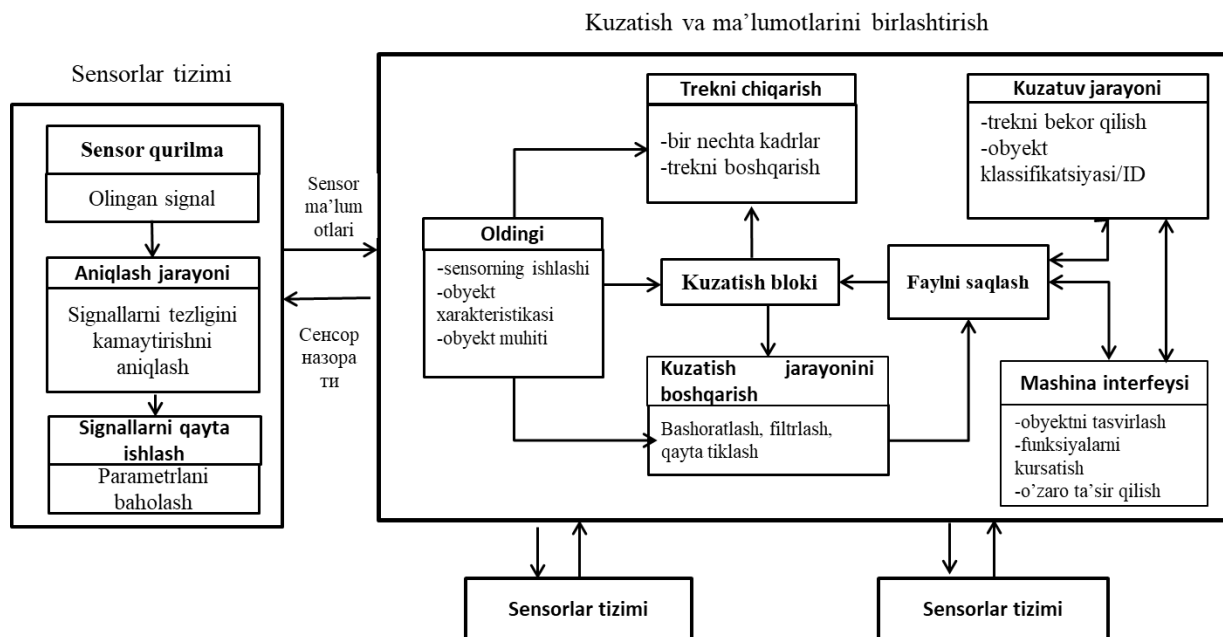 Kuzatish va ma’lumotlarini birlashtirish
Sensorlar tizimi
Sensor qurilma
Olingan signal
Aniqlash jarayoni
Signallarni tezligini
kamaytirishni
aniqlash
Signallarni qayta
ishlash
Parametrlani
baholash
Sensor
ma’lum
otlari
Сенсор
назора
ти
Oldingi
-sensorning ishlashi
-obyekt
xarakteristikasi
-obyekt muhiti
Trekni chiqarish
-bir nechta kadrlar
-trekni boshqarish
Kuzatish bloki
Kuzatish jarayonini
boshqarish
Bashoratlash, filtrlash,
qayta tiklash
Faylni saqlash
Kuzatuv jarayoni
-trekni bekor qilish
-obyekt
klassifikatsiyasi/ID
Mashina interfeysi
-obyektni tasvirlash
-funksiyalarni
kursatish
-o’zaro ta’sir qilish
Sensorlar tizimi
Sensorlar tizimi